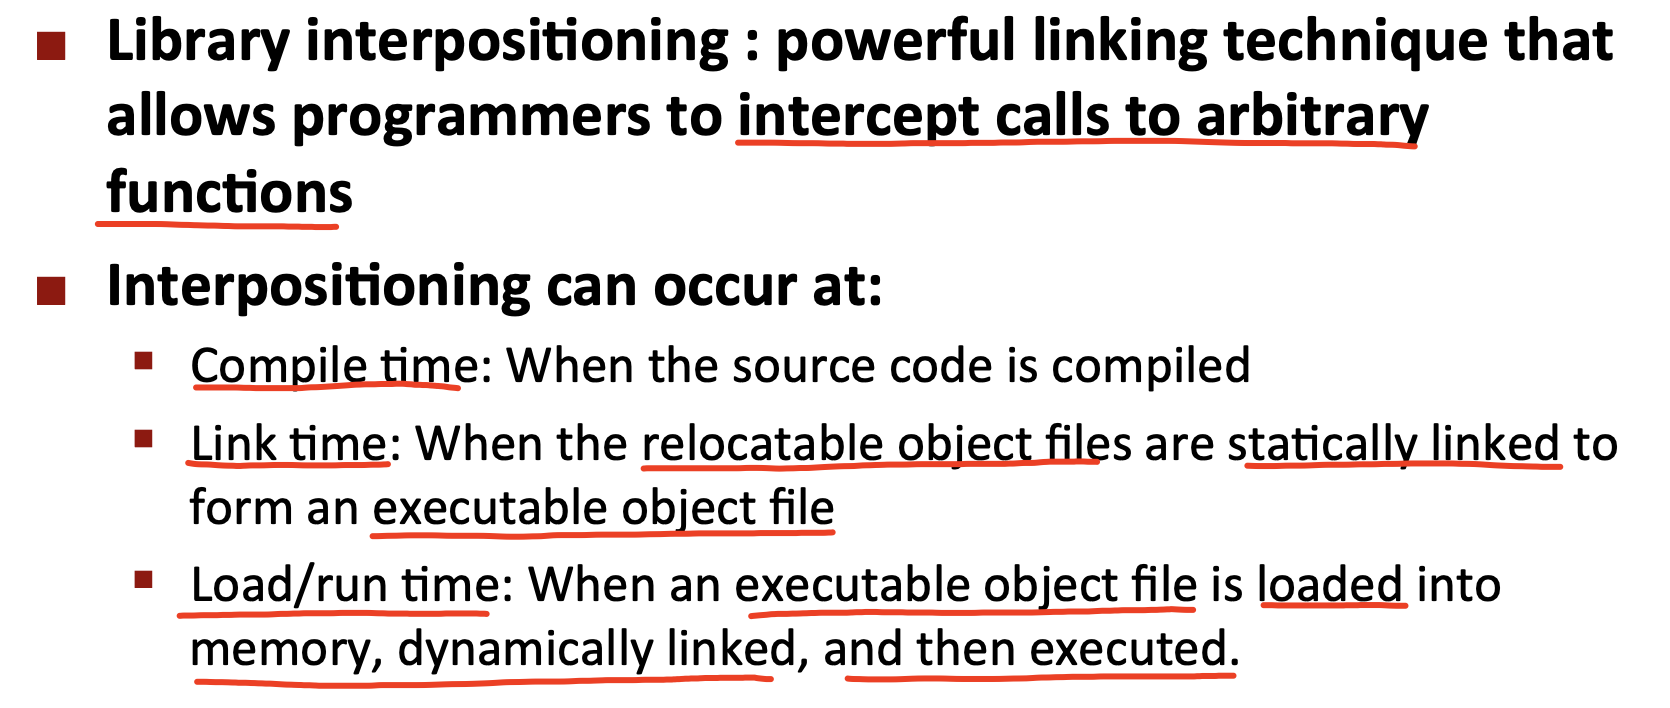 Library interpositioning : powerful linking technique that
allows programmers to intercept calls to arbitrary
functions
Interpositioning can occur at:
Compile time: When the source code is compiled
Link time: When the relocatable object files are statically linked to
form an executable object file
Load/run time: When an executable object file is loaded into
memory, dynamically linked, and then executed.